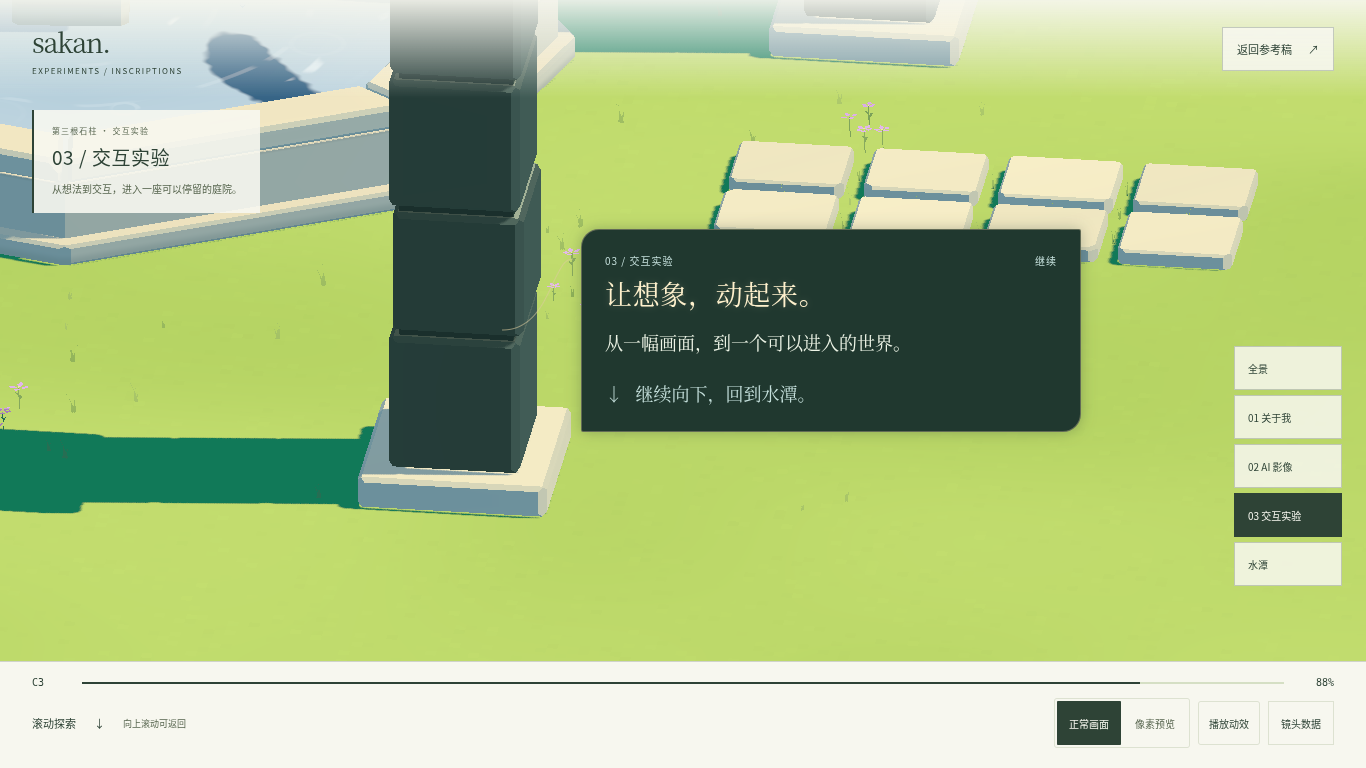 sakan.
EXPERIMENTS / INSCRIPTIONS
返回参考稿 ↗
第三根石柱 · 交互实验
03 / 交互实验
从想法到交互，进入一座可以停留的庭院。
03 / 交互实验
继续
让想象，动起来。
从一幅画面，到一个可以进入的世界。
↓ 继续向下，回到水潭。
全景
01 关于我
02 AI 影像
03 交互实验
水潭
C3
88%
滚动探索 ↓ 向上滚动可返回
正常画面
像素预览
播放动效
镜头数据